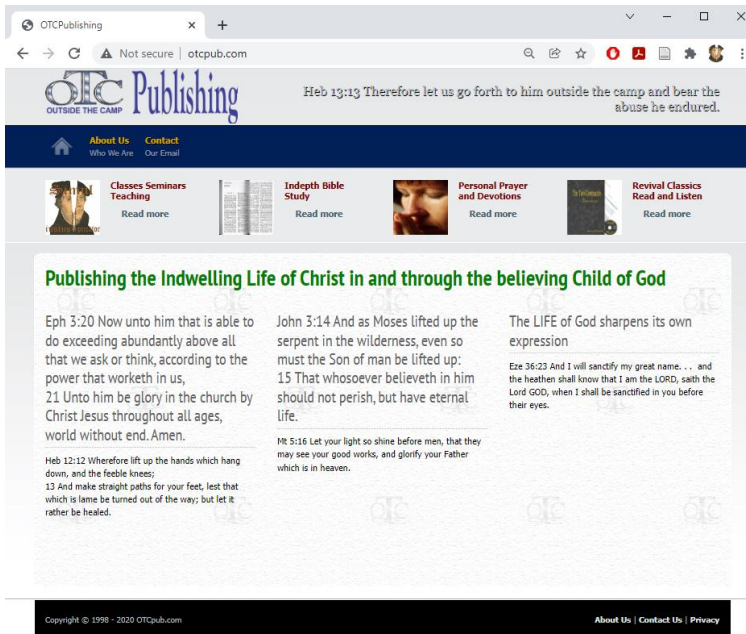 OTCPublishing
Not secure | otcpub.com
OTC Publishing
OUTSIDE THE CAMP
Heb 13:13 Therefore let us go forth to him outside the camp and bear the
abuse he endured.
About Us
Who We Are
Contact
Our Email
Classes Seminars
Teaching
Read more
Indepth Bible
Study
Read more
Personal Prayer
and Devotions
Read more
Revival Classics
Read and Listen
Read more
Publishing the Indwelling Life of Christ in and through the believing Child of God
Eph 3:20 Now unto him that is able to
do exceeding abundantly above all
that we ask or think, according to the
power that worketh in us,
21 Unto him be glory in the church by
Christ Jesus throughout all ages,
world without end. Amen.
Heb 12:12 Wherefore lift up the hands which hang
down, and the feeble knees;
13 And make straight paths for your feet, lest that
which is lame be turned out of the way; but let it
rather be healed.
John 3:14 And as Moses lifted up the
serpent in the wilderness, even so
must the Son of man be lifted up:
15 That whosoever believeth in him
should not perish, but have eternal
life.
Mt 5:16 Let your light so shine before men, that they
may see your good works, and glorify your Father
which is in heaven.
The LIFE of God sharpens its own
expression
Eze 36:23 And I will sanctify my great name. . . and
the heathen shall know that I am the LORD, saith the
Lord GOD, when I shall be sanctified in you before
their eyes.
Copyright © 1998 - 2020 OTCpub.com
About Us | Contact Us | Privacy